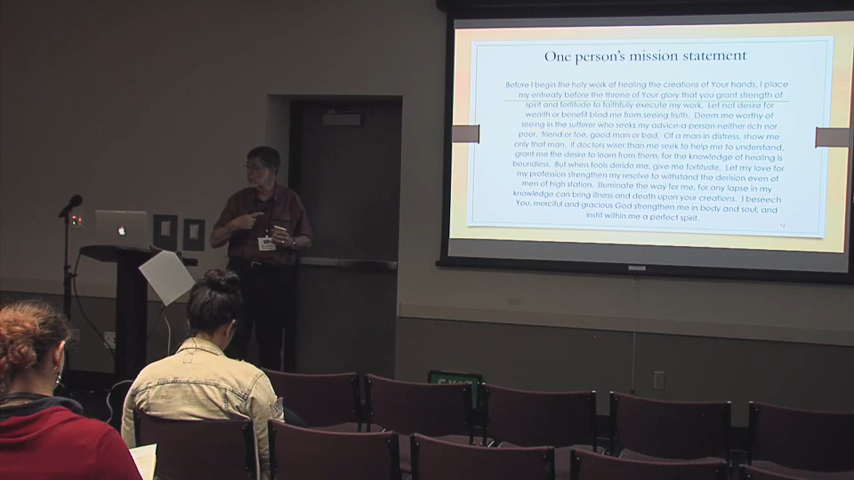 One person's mission statement
Before I begin the holy work of healing the creations of Your hands, I place
my entreaty before the throne of Your glory that you grant strength of
spirit and fortitude to faithfully execute my work. Let not desire for
wealth or benefit blind me from seeing truth. Deem me worthy of
seeing in the sufferer who seeks my advice-a person-neither rich nor
poor, friend or foe, good man or bad. Of a man in distress, show me
only that man. If doctors wiser than me seek to help me to understand,
grant me the desire to learn from them, for the knowledge of healing is
boundless. But when fools deride me, give me fortitude. Let my love for
my profession strengthen my resolve to withstand the derision even of
men of high station. Illuminate the way for me, for any lapse in my
knowledge can bring illness and death upon your creations. I beseech
You, merciful and gracious God strengthen me in body and soul, and
instill within me a perfect spirit.
12